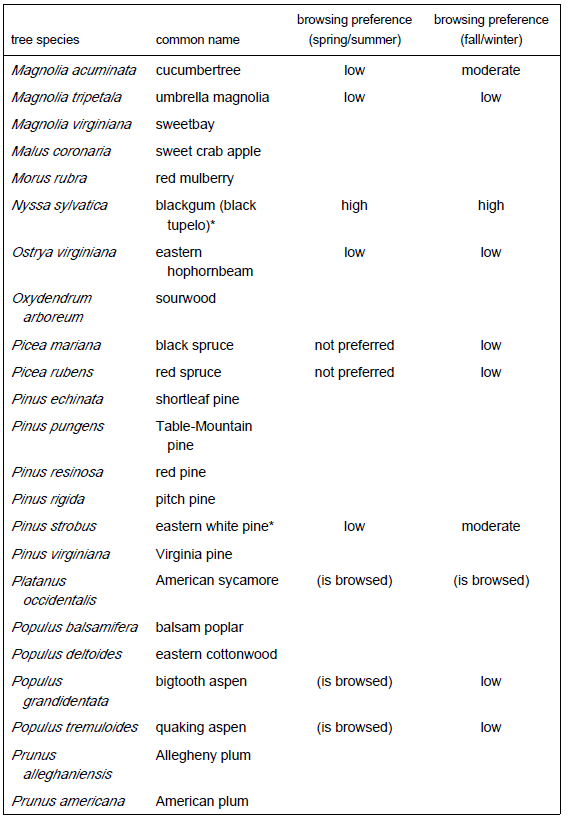 browsing preference browsing preference
tree species common name (spring/summer) (fall/winter)
Magnolia acuminata cucumbertree low moderate
Magnolia tripetala umbrella magnolia low low
Magnolia virginiana sweetbay
Malus coronaria sweet crab apple
Morus rubra red mulberry
Nyssa sylvatica blackgum (black high high
tupelo)*
Ostrya virginiana eastern low low
hophornbeam
Oxydendrum sourwood
arboreum
Picea mariana black spruce not preferred low
Picea rubens red spruce not preferred low
Pinus echinata shortleaf pine
Pinus pungens Table-Mountain
pine
Pinus resinosa red pine
Pinus rigida pitch pine
Pinus strobus eastern white pine* low moderate
Pinus virginiana Virginia pine
Platanus American sycamore (is browsed) (is browsed)
occidentalis
Populus balsamifera balsam poplar
Populus deltoides eastern cottonwood
Populus bigtooth aspen (is browsed) low
grandidentata
Populus tremuloides quaking aspen (is browsed) low
Prunus Allegheny plum
alleghaniensis
Prunus americana American plum